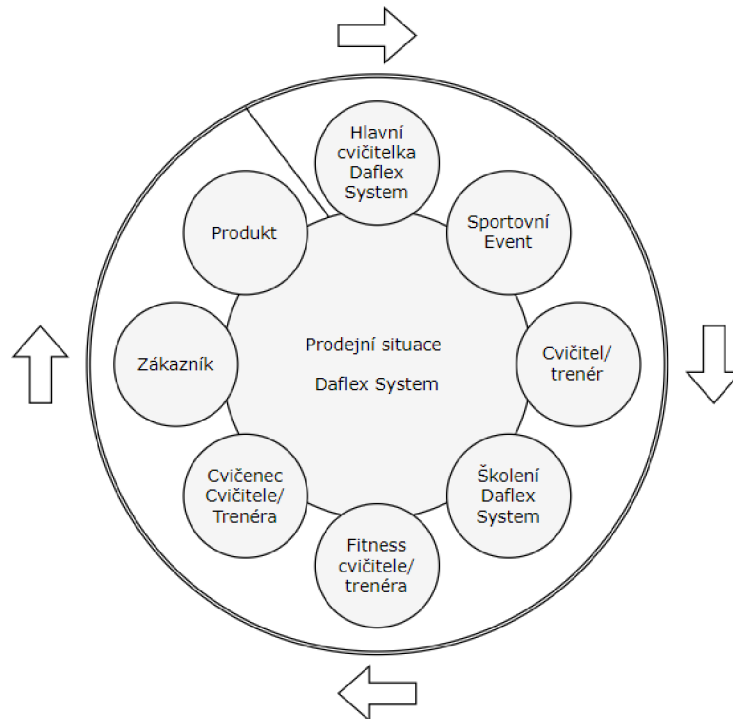 Hlavní
cvičitelka
Daflex
System
Sportovní
Event
Cvičitel/
trenér
Školení
Daflex
System
Fitness
cvičitele/
trenéra
Cvičenec
Cvičitele/
Trenéra
Zákazník
Produkt
Prodejní situace
Daflex System